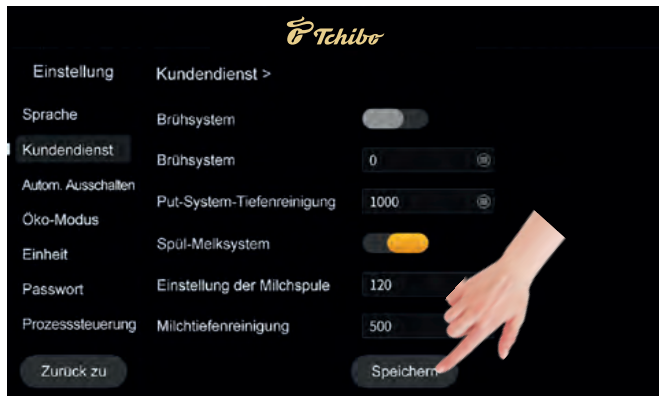 Tchibo
Einstellung
Kundendienst >
Sprache
Kundendienst
Autom. Ausschalten
Öko-Modus
Einheit
Passwort
Prozesssteuerung
Brühsystem
Brühsystem 0
Put-System-Tiefenreinigung 1000
Spül-Melksystem
Einstellung der Milchspule 120
Milchtiefenreinigung 500
Zurück zu
Speichern